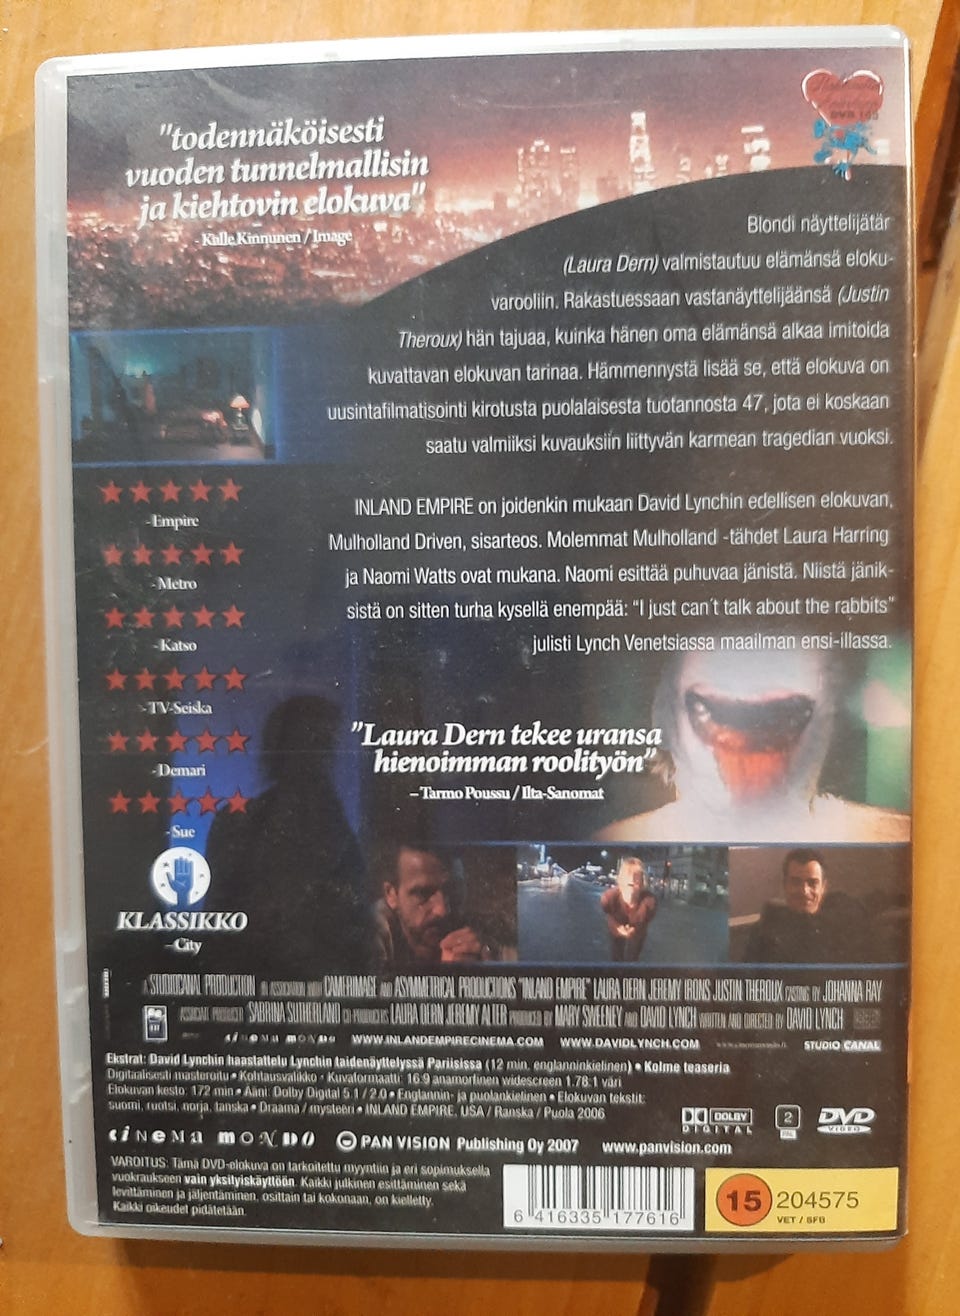 "todennäköisesti
vuoden tunnelmallisin
ja kiehtovin elokuva"
- Kalle Kinnunen / Image
Blondi näyttelijätär
(Laura Dern) valmistautuu elämänsä eloku-
varooliin. Rakastuessaan vastanäyttelijäänsä (Justin
Theroux) hän tajuaa, kuinka hänen oma elämänsä alkaa imitoida
kuvattavan elokuvan tarinaa. Hämmennystä lisää se, että elokuva on
uusintafilmatisointi kirotusta puolalaisesta tuotannosta 47, jota ei koskaan
saatu valmiiksi kuvauksiin liittyvän karmean tragedian vuoksi.
INLAND EMPIRE on joidenkin mukaan David Lynchin edellisen elokuvan,
Mulholland Driven, sisarteos. Molemmat Mulholland -tähdet Laura Harring
ja Naomi Watts ovat mukana. Naomi esittää puhuvaa jänistä. Niistä jänik-
sistä on sitten turha kysellä enempää: "I just can´t talk about the rabbits"
julisti Lynch Venetsiassa maailman ensi-illassa.
-Empire
-Metro
-Katso
-TV-Seiska
-Demari
-Sue
KLASSIKKO
-City
"Laura Dern tekee uransa
hienoimman roolityön"
– Tarmo Poussu / Ilta-Sanomat
A STUDIOCANAL PRODUCTION IN ASSOCIATION WITH CAMERIMAGE AND ASYMMETRICAL PRODUCTIONS "INLAND EMPIRE" LAURA DERN JEREMY IRONS JUSTIN THEROUX CASTING BY JOHANNA RAY
ASSOCIATE PRODUCER SABRINA SUTHERLAND CO-PRODUCERS LAURA DERN JEREMY ALTER PRODUCED BY MARY SWEENEY AND DAVID LYNCH WRITTEN AND DIRECTED BY DAVID LYNCH
cinema mondo WWW.INLANDEMPIRECINEMA.COM WWW.DAVIDLYNCH.COM STUDIO CANAL
Ekstrat: David Lynchin haastattelu Lynchin taidenäyttelyssä Pariisissa (12 min, englanninkielinen) • Kolme teaseria
Digitaalisesti masteroitu • Kohtausvalikko • Kuvaformaatti: 16:9 anamorfinen widescreen 1.78:1 väri
Elokuvan kesto: 172 min • Ääni: Dolby Digital 5.1 / 2.0 • Englannin- ja puolankielinen • Elokuvan tekstit:
suomi, ruotsi, norja, tanska • Draama / mysteeri • INLAND EMPIRE, USA / Ranska / Puola 2006
DOLBY
DIGITAL
2
PAL
DVD
VIDEO
cinema mondo PAN VISION Publishing Oy 2007 www.panvision.com
VAROITUS: Tämä DVD-elokuva on tarkoitettu myyntiin ja eri sopimuksella
vuokraukseen vain yksityiskäyttöön. Kaikki julkinen esittäminen sekä
levittäminen ja jäljentäminen, osittain tai kokonaan, on kielletty.
Kaikki oikeudet pidätetään.
6 416335 177616
15 204575
VET / SFB